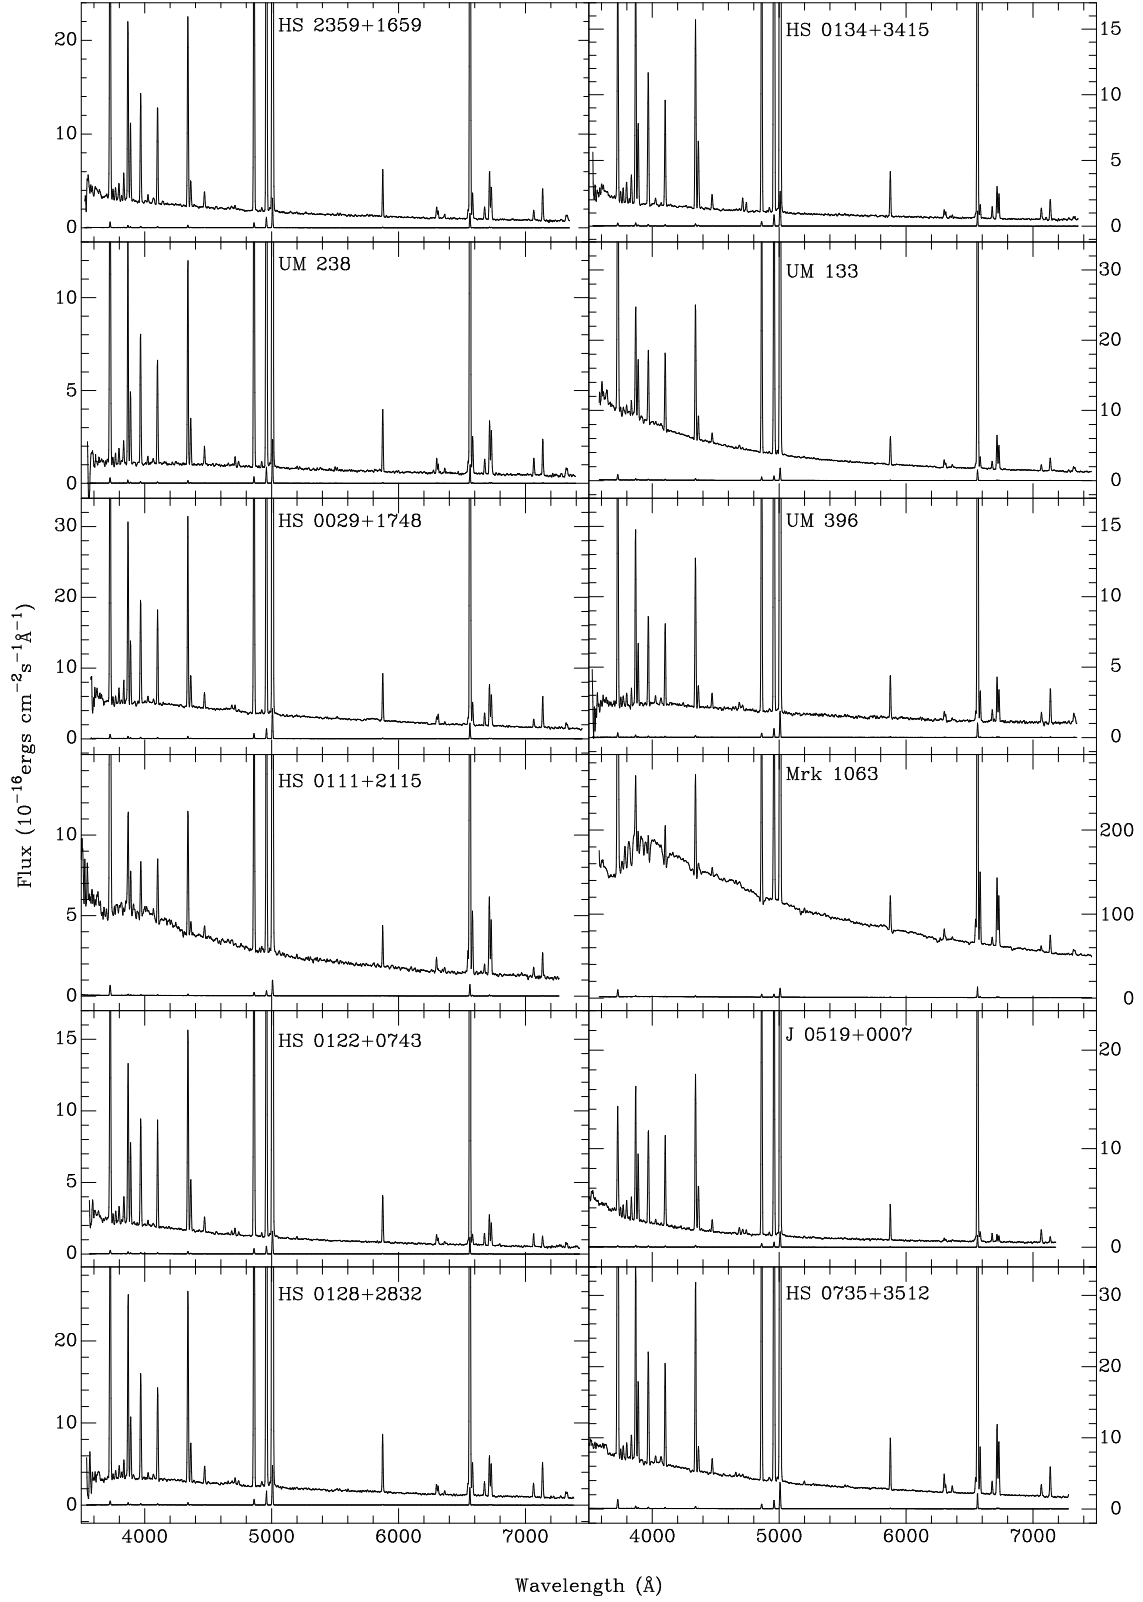 HS 2359+1659
HS 0134+3415
20
10
0
15
10
5
0
UM 238
UM 133
10
5
0
30
20
10
0
HS 0029+1748
UM 396
30
20
10
0
15
10
5
0
HS 0111+2115
Mrk 1063
10
5
0
200
100
0
HS 0122+0743
J 0519+0007
15
10
5
0
20
10
0
HS 0128+2832
HS 0735+3512
20
10
0
30
20
10
0
Flux (10⁻¹⁶ergs cm⁻²s⁻¹Å⁻¹)
4000 5000 6000 7000 4000 5000 6000 7000
Wavelength (Å)